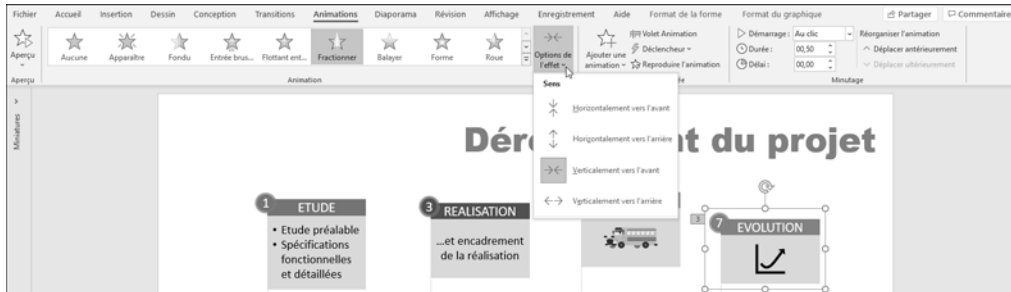 Fichier Accueil Insertion Dessin Conception Transitions Animations Diaporama Révision Affichage Enregistrement Aide Format de la forme Format du graphique Partager Commentaire
Aperçu
Aucune Apparaître Fondu Entrée brus... Flottant ent... Fractionner Balayer Forme Roue
Options de l'effet
Ajouter une animation
Volet Animation
Déclencheur
Reproduire l'animation
Démarrage : Au clic
Durée : 00,50
Délai : 00,00
Réorganiser l'animation
Déplacer antérieurement
Déplacer ultérieurement
Aperçu Animation Minutage
Sens
Horizontalement vers l'avant
Horizontalement vers l'arrière
Verticalement vers l'avant
Verticalement vers l'arrière
Miniatures
Dér t du projet
1 ETUDE
• Etude préalable
• Spécifications
fonctionnelles
et détaillées
3 REALISATION
...et encadrement
de la réalisation
3
7 EVOLUTION